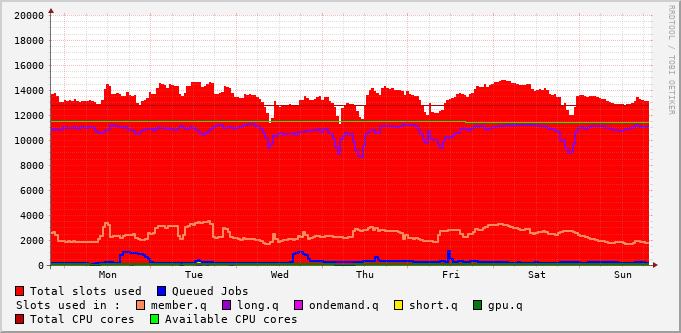 20000
18000
16000
14000
12000
10000
8000
6000
4000
2000
0
Mon Tue Wed Thu Fri Sat Sun
RRDTOOL / TOBI OETIKER
Total slots used Queued Jobs
Slots used in : member.q long.q ondemand.q short.q gpu.q
Total CPU cores Available CPU cores